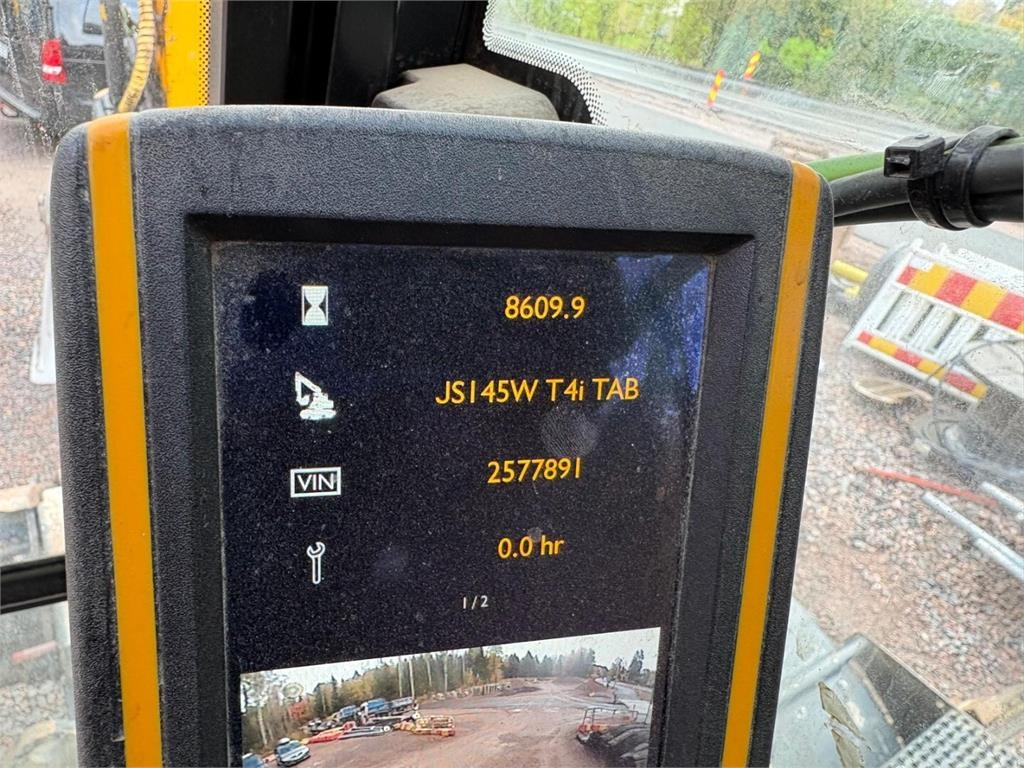 8609.9
JS145W T4i TAB
VIN 2577891
0.0 hr
1/2